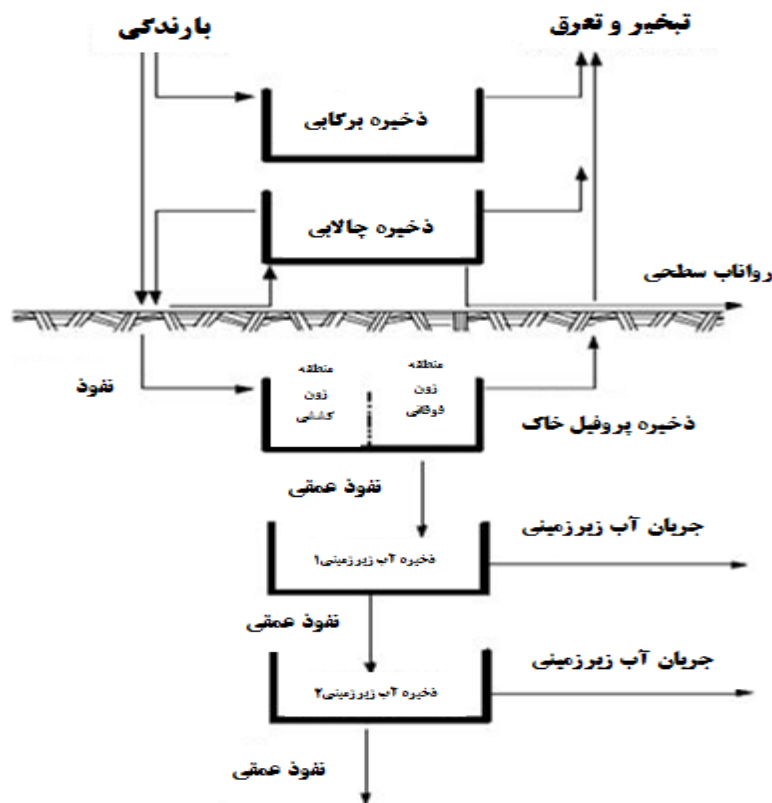 بارندگی
تبخیر و تعرق
ذخیره برگابی
ذخیره چالابی
رواناب سطحی
نفوذ
منطقه
زون
کششی
منطقه
زون
فوقانی
ذخیره پروفیل خاک
نفوذ عمقی
جریان آب زیرزمینی
ذخیره آب زیرزمینی۱
نفوذ عمقی
جریان آب زیرزمینی
ذخیره آب زیرزمینی۲
نفوذ عمقی